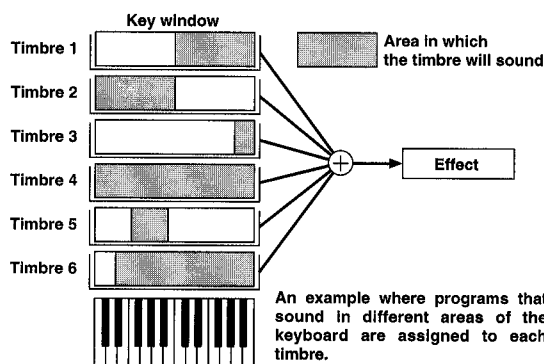 Key window
Timbre 1
Timbre 2
Timbre 3
Timbre 4
Timbre 5
Timbre 6
Area in which
the timbre will sound
Effect
An example where programs that
sound in different areas of the
keyboard are assigned to each
timbre.